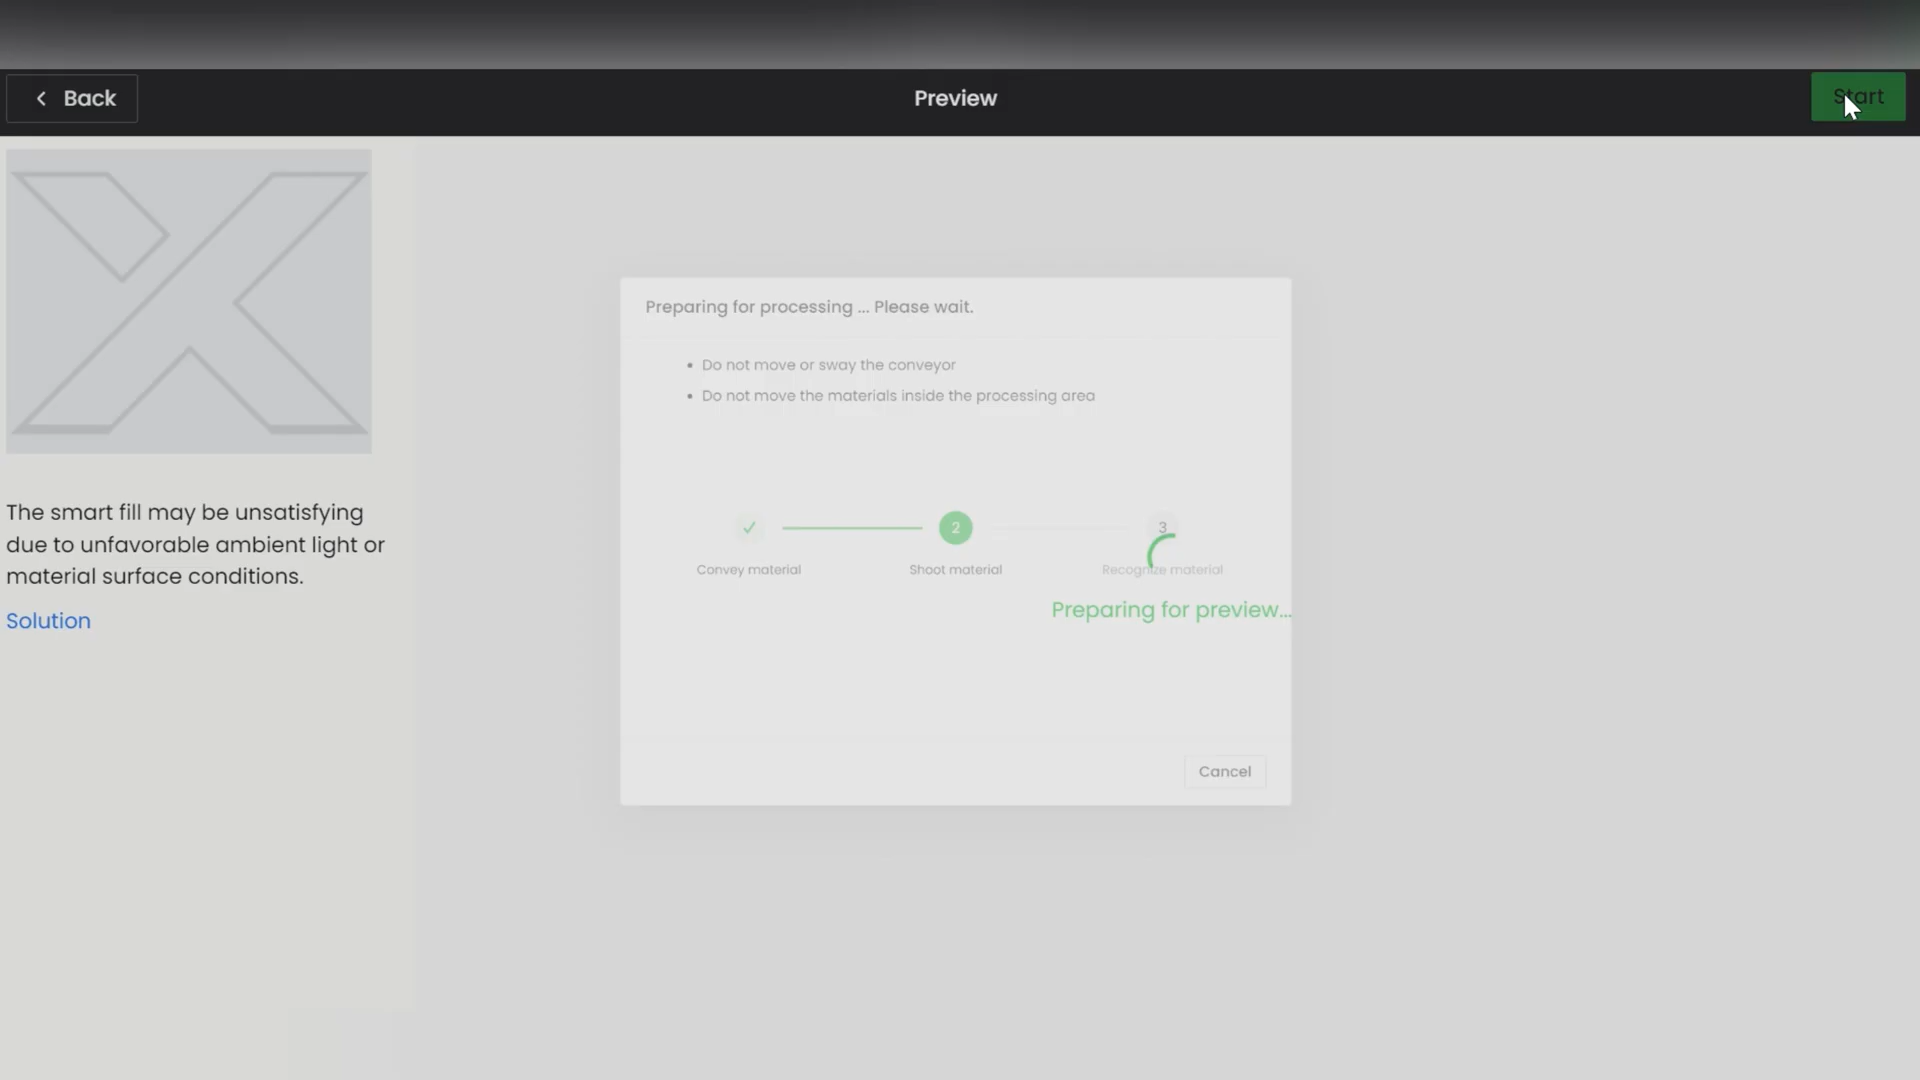 Back
Preview
Start
Preparing for processing ... Please wait.
• Do not move or sway the conveyor
• Do not move the materials inside the processing area
The smart fill may be unsatisfying
due to unfavorable ambient light or
material surface conditions.
Solution
2
3
Convey material
Shoot material
Recognize material
Preparing for preview...
Cancel